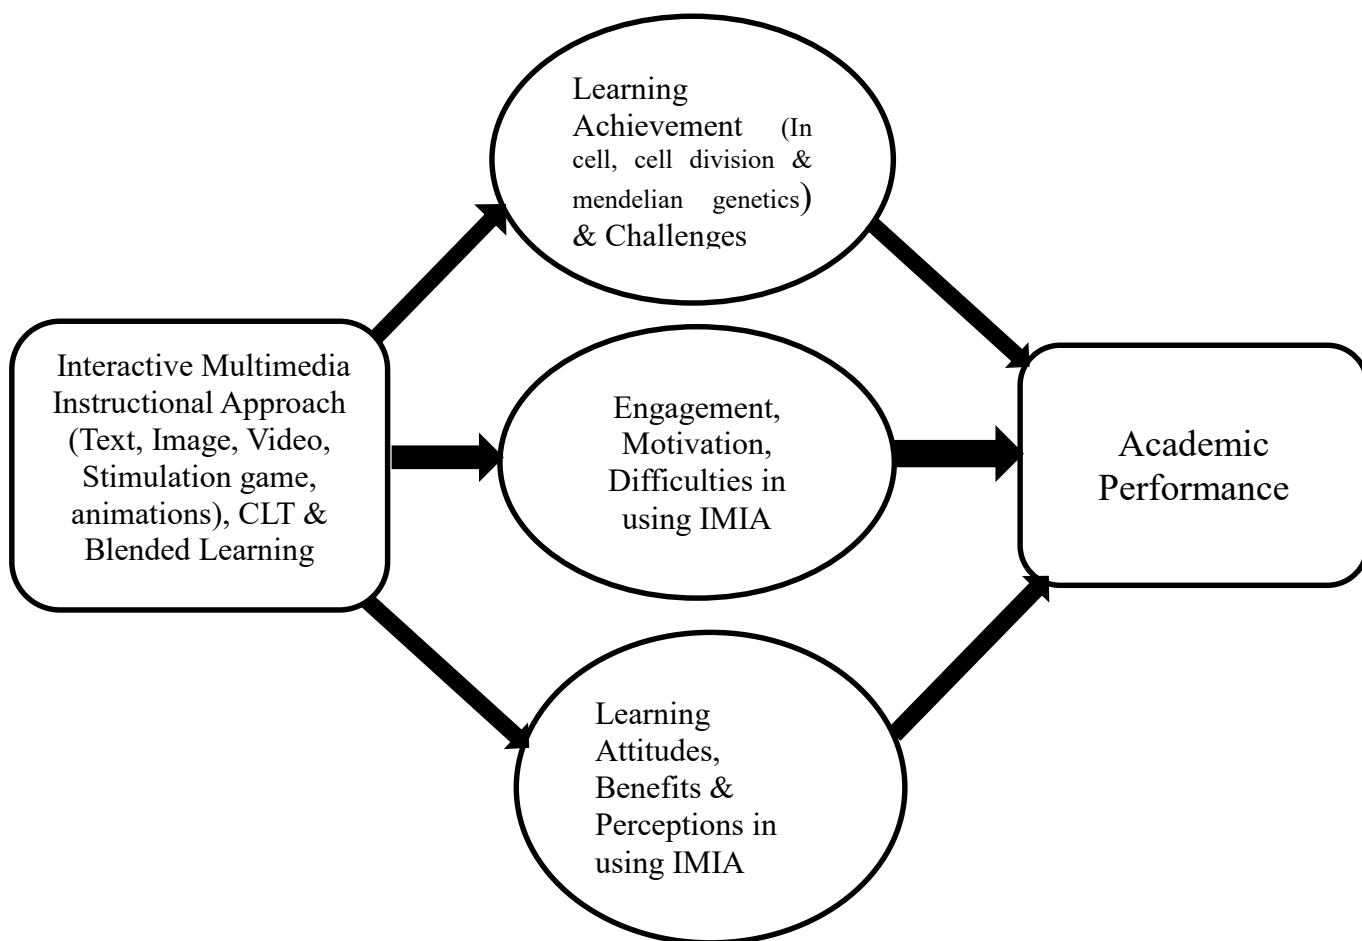 Learning
Achievement (In
cell, cell division &
mendelian genetics)
& Challenges
Interactive Multimedia
Instructional Approach
(Text, Image, Video,
Stimulation game,
animations), CLT &
Blended Learning
Engagement,
Motivation,
Difficulties in
using IMIA
Academic
Performance
Learning
Attitudes,
Benefits &
Perceptions in
using IMIA